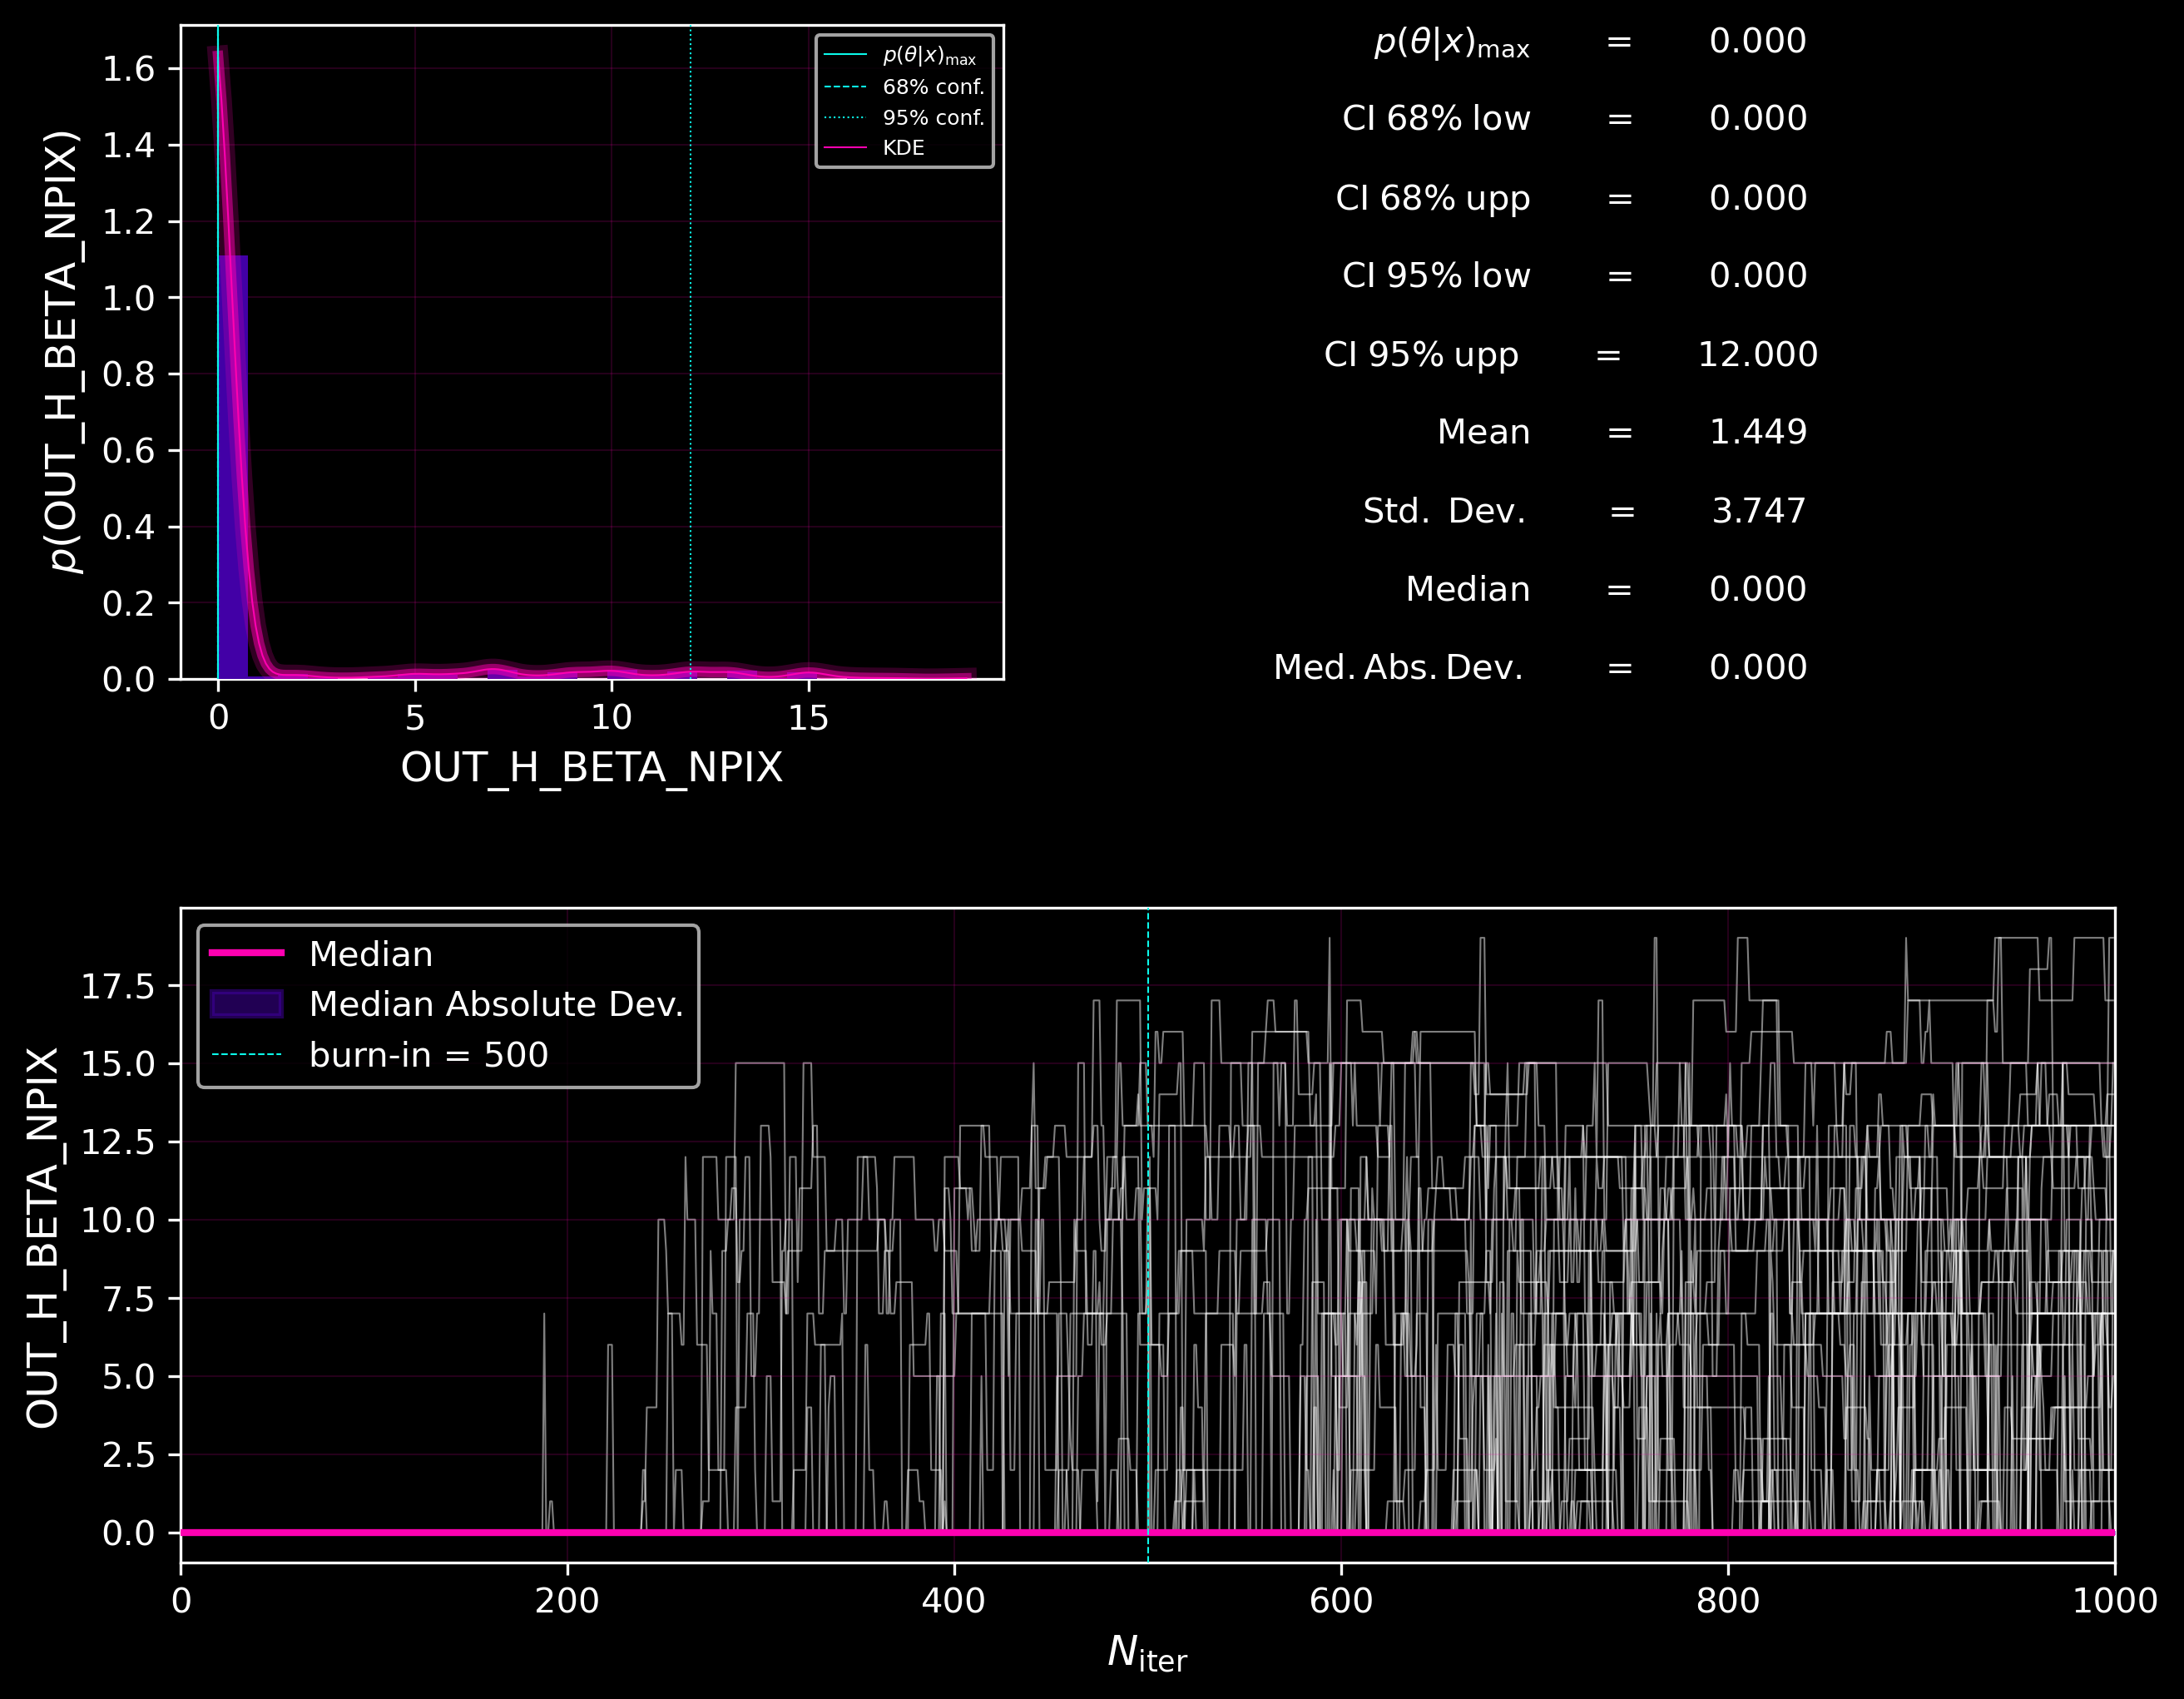 p(OUT_H_BETA_NPIX)
1.6
1.4
1.2
1.0
0.8
0.6
0.4
0.2
0.0
0 5 10 15
OUT_H_BETA_NPIX
p(θ|x)max
68% conf.
95% conf.
KDE
p(θ|x)max = 0.000
CI 68% low = 0.000
CI 68% upp = 0.000
CI 95% low = 0.000
CI 95% upp = 12.000
Mean = 1.449
Std. Dev. = 3.747
Median = 0.000
Med. Abs. Dev. = 0.000
OUT_H_BETA_NPIX
17.5
15.0
12.5
10.0
7.5
5.0
2.5
0.0
Median
Median Absolute Dev.
burn-in = 500
0 200 400 600 800 1000
Niter